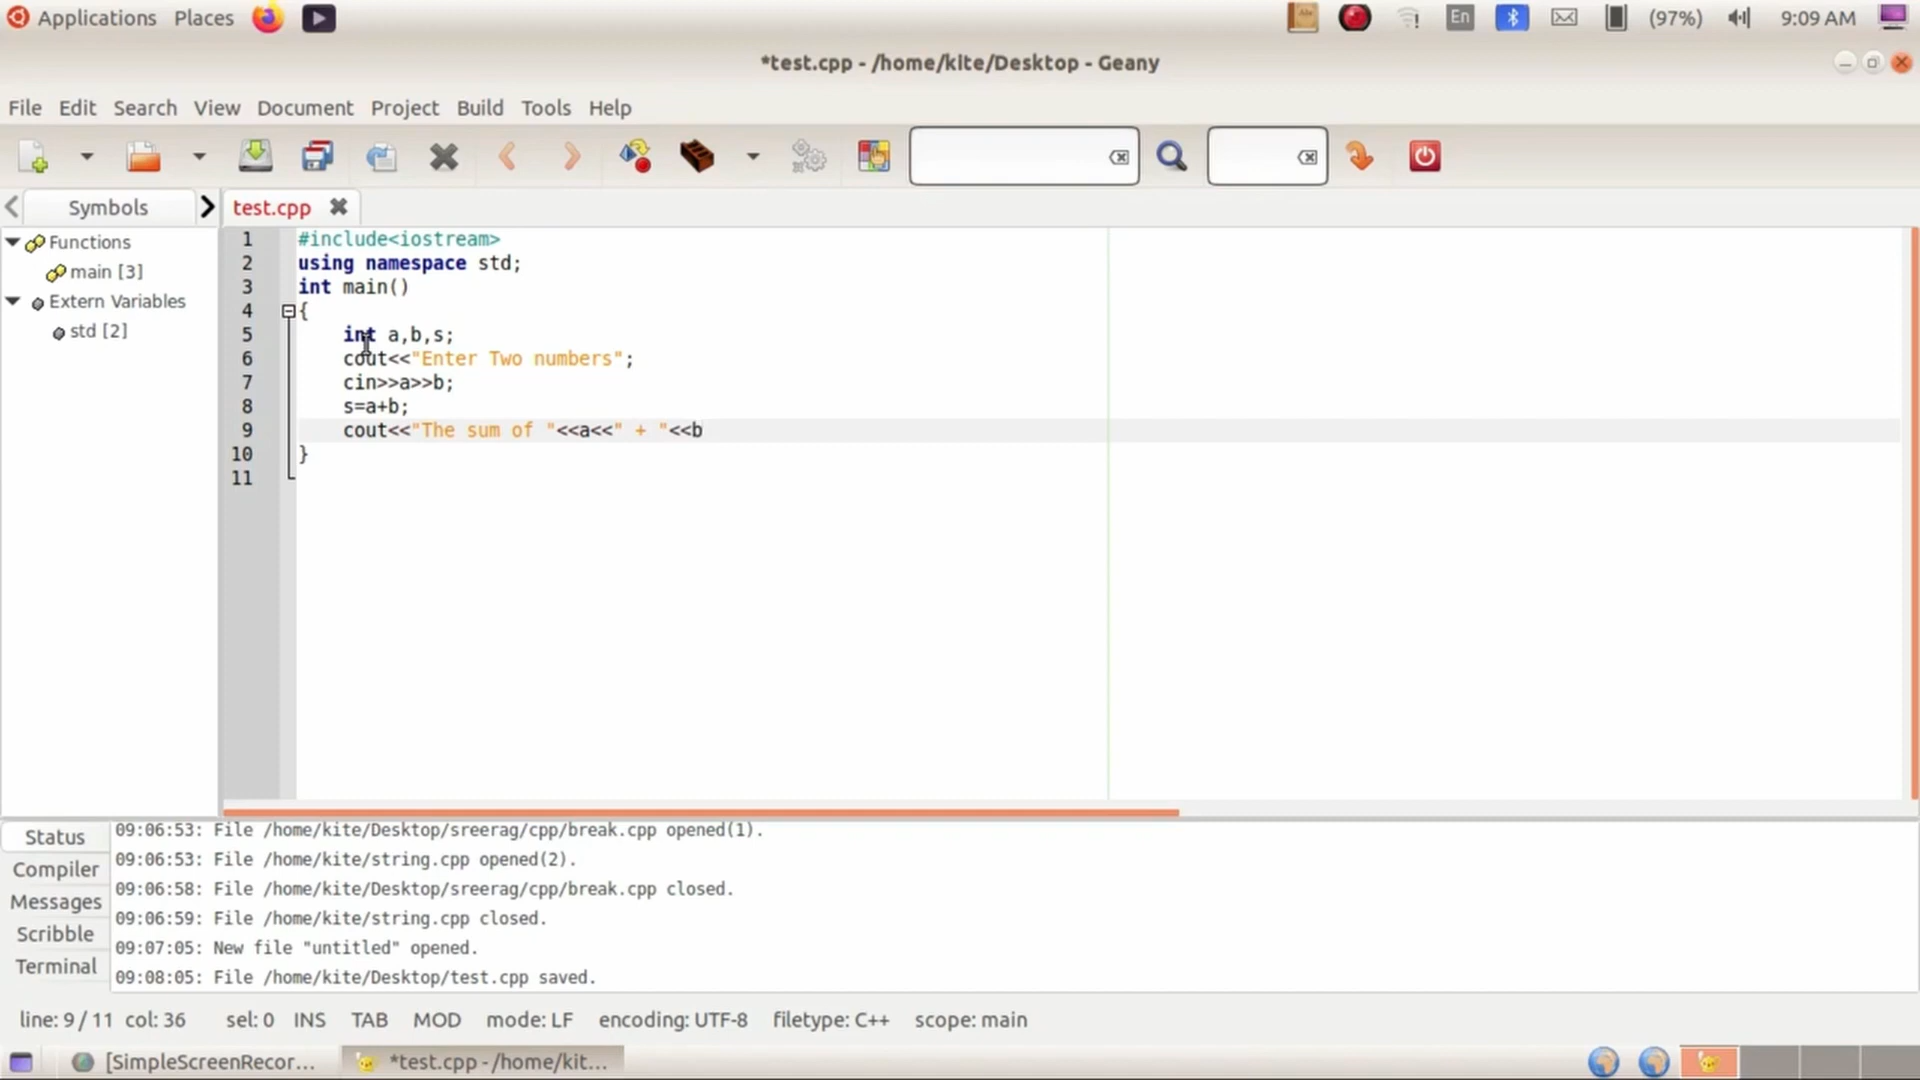 Applications Places En (97%) 9:09 AM
*test.cpp - /home/kite/Desktop - Geany
File Edit Search View Document Project Build Tools Help
Symbols test.cpp
Functions
main [3]
Extern Variables
std [2]
1 #include<iostream>
2 using namespace std;
3 int main()
4 {
5 int a,b,s;
6 cout<<"Enter Two numbers";
7 cin>>a>>b;
8 s=a+b;
9 cout<<"The sum of "<<a<<" + "<<b
10 }
11
Status
Compiler
Messages
Scribble
Terminal
09:06:53: File /home/kite/Desktop/sreerag/cpp/break.cpp opened(1).
09:06:53: File /home/kite/string.cpp opened(2).
09:06:58: File /home/kite/Desktop/sreerag/cpp/break.cpp closed.
09:06:59: File /home/kite/string.cpp closed.
09:07:05: New file "untitled" opened.
09:08:05: File /home/kite/Desktop/test.cpp saved.
line: 9 / 11 col: 36 sel: 0 INS TAB MOD mode: LF encoding: UTF-8 filetype: C++ scope: main
[SimpleScreenRecor... *test.cpp - /home/kit...